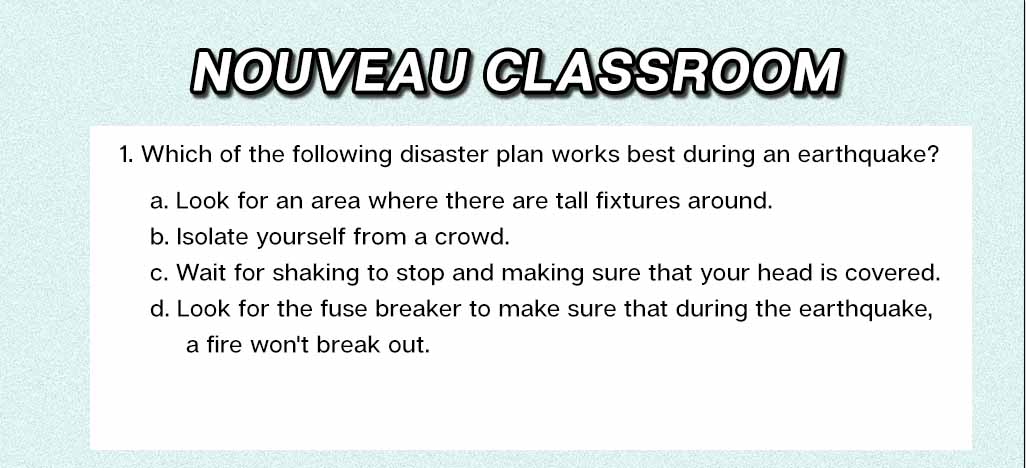 NOUVEAU CLASSROOM
1. Which of the following disaster plan works best during an earthquake?
a. Look for an area where there are tall fixtures around.
b. Isolate yourself from a crowd.
c. Wait for shaking to stop and making sure that your head is covered.
d. Look for the fuse breaker to make sure that during the earthquake,
a fire won't break out.